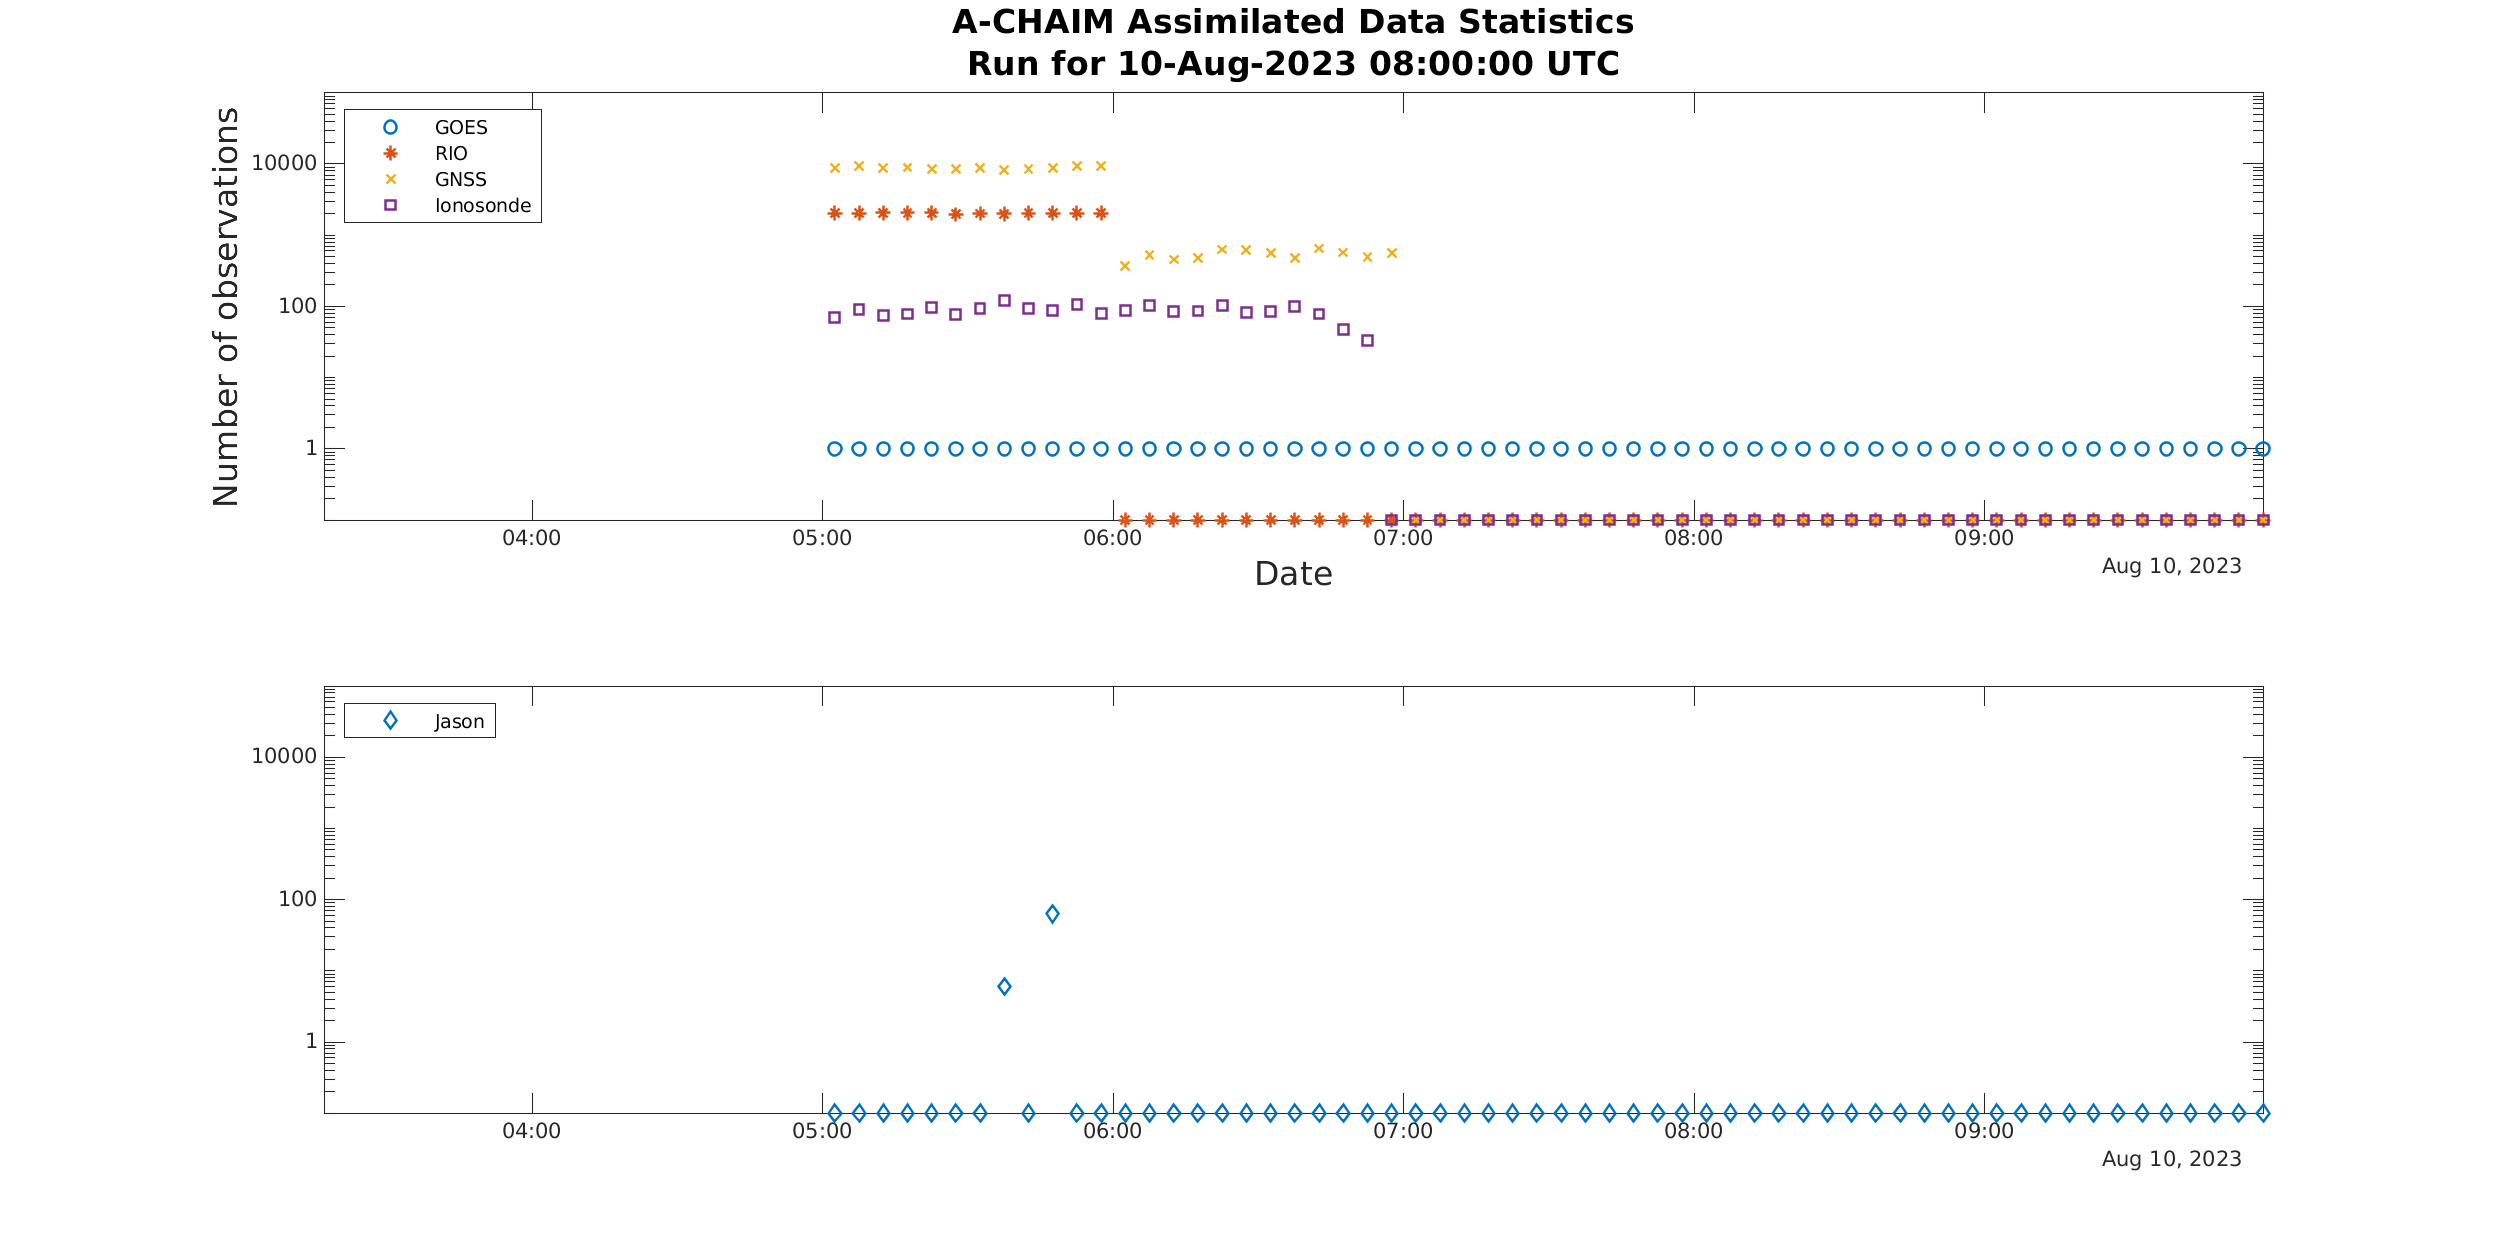 A-CHAIM Assimilated Data Statistics
Run for 10-Aug-2023 08:00:00 UTC
Number of observations
10000
100
1
GOES
RIO
GNSS
Ionosonde
04:00 05:00 06:00 07:00 08:00 09:00
Date
Aug 10, 2023
10000
100
1
Jason
04:00 05:00 06:00 07:00 08:00 09:00
Aug 10, 2023